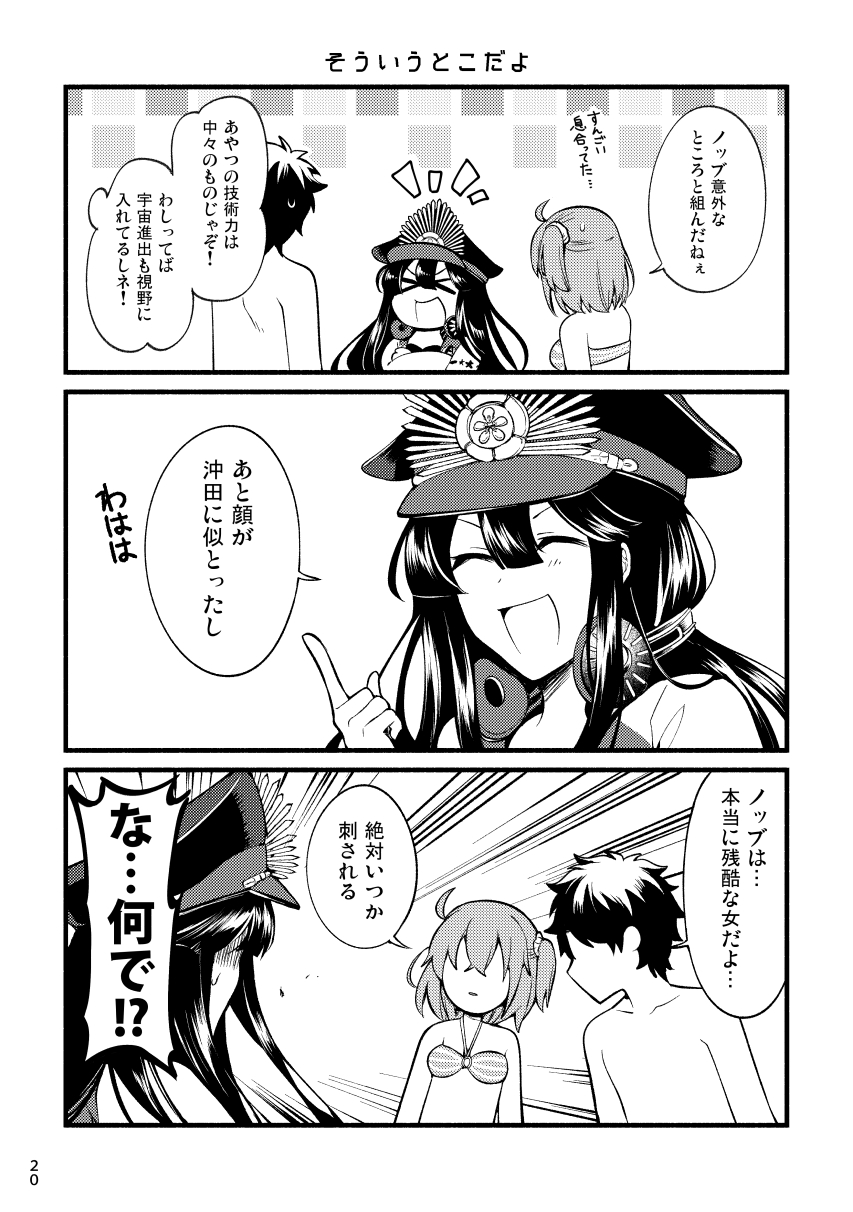 そういうとこだよ
ノッブ意外な
ところと組んだねぇ
すんごい
息合ってた…
あやつの技術力は
中々のものじゃぞ！
わしってば
宇宙進出も視野に
入れてるしネ！
あと顔が
沖田に似とったし
わはは
ノッブは…
本当に残酷な女だよ…
絶対いつか
刺される
な…何で!?
20